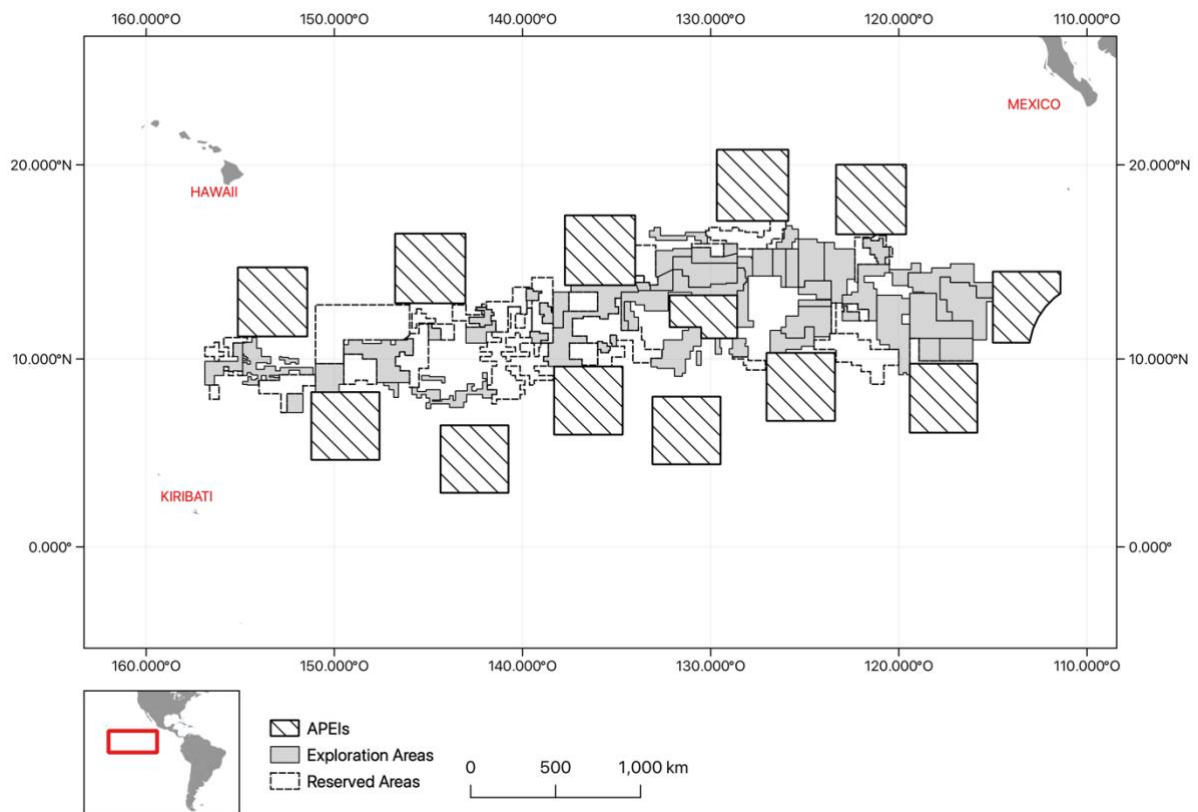 160.000°O 150.000°O 140.000°O 130.000°O 120.000°O 110.000°O
MEXICO
20.000°N 20.000°N
HAWAII
10.000°N 10.000°N
KIRIBATI
0.000° 0.000°
160.000°O 150.000°O 140.000°O 130.000°O 120.000°O 110.000°O
APEIs
Exploration Areas
Reserved Areas
0 500 1,000 km